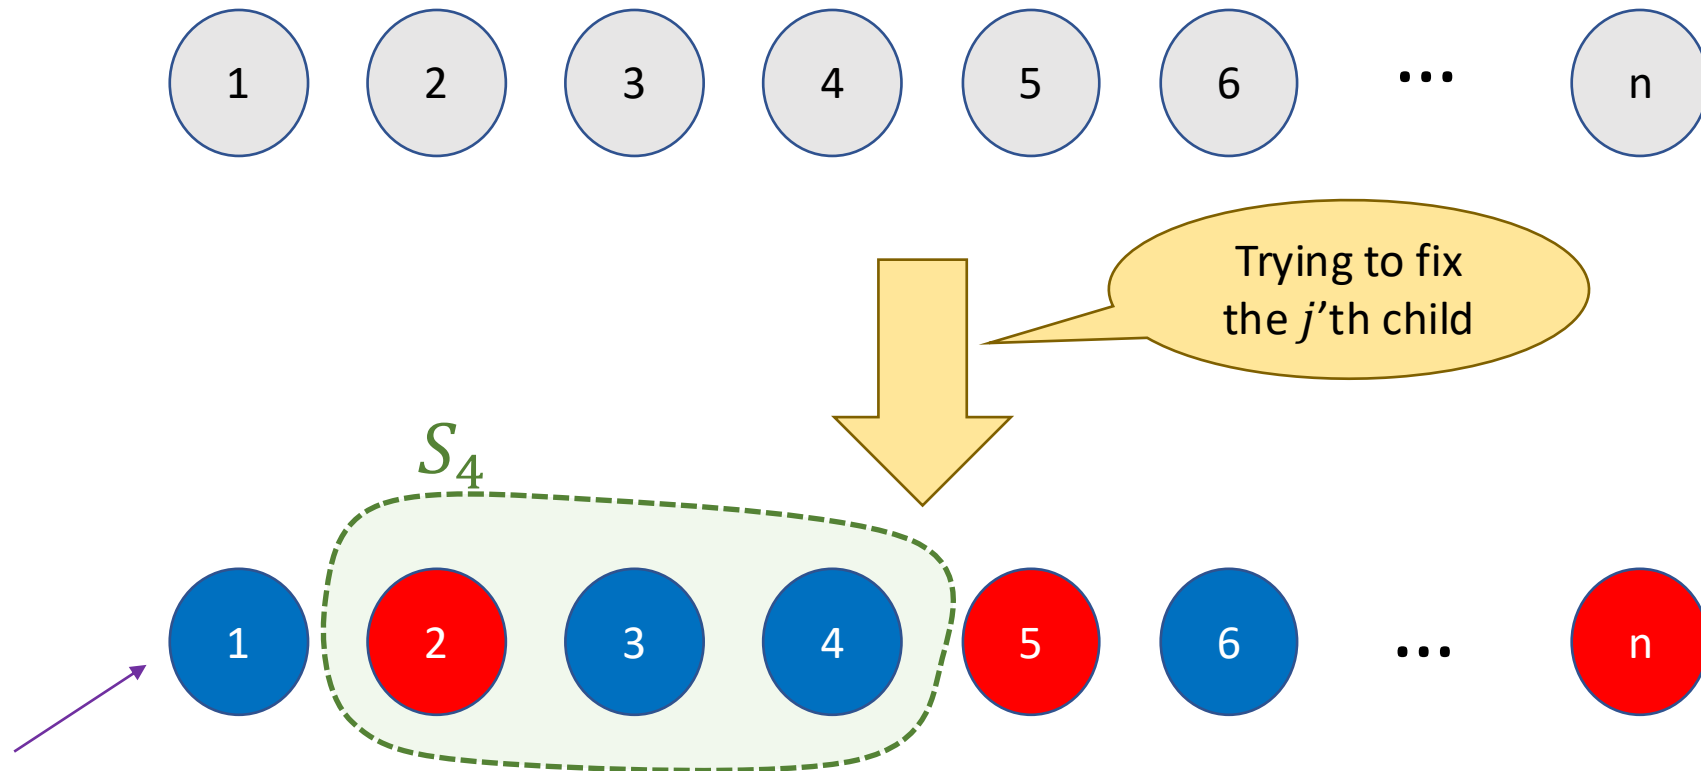 1 2 3 4 5 6 ... n
Trying to fix
the j’th child
S₄
1 2 3 4 5 6 ... n